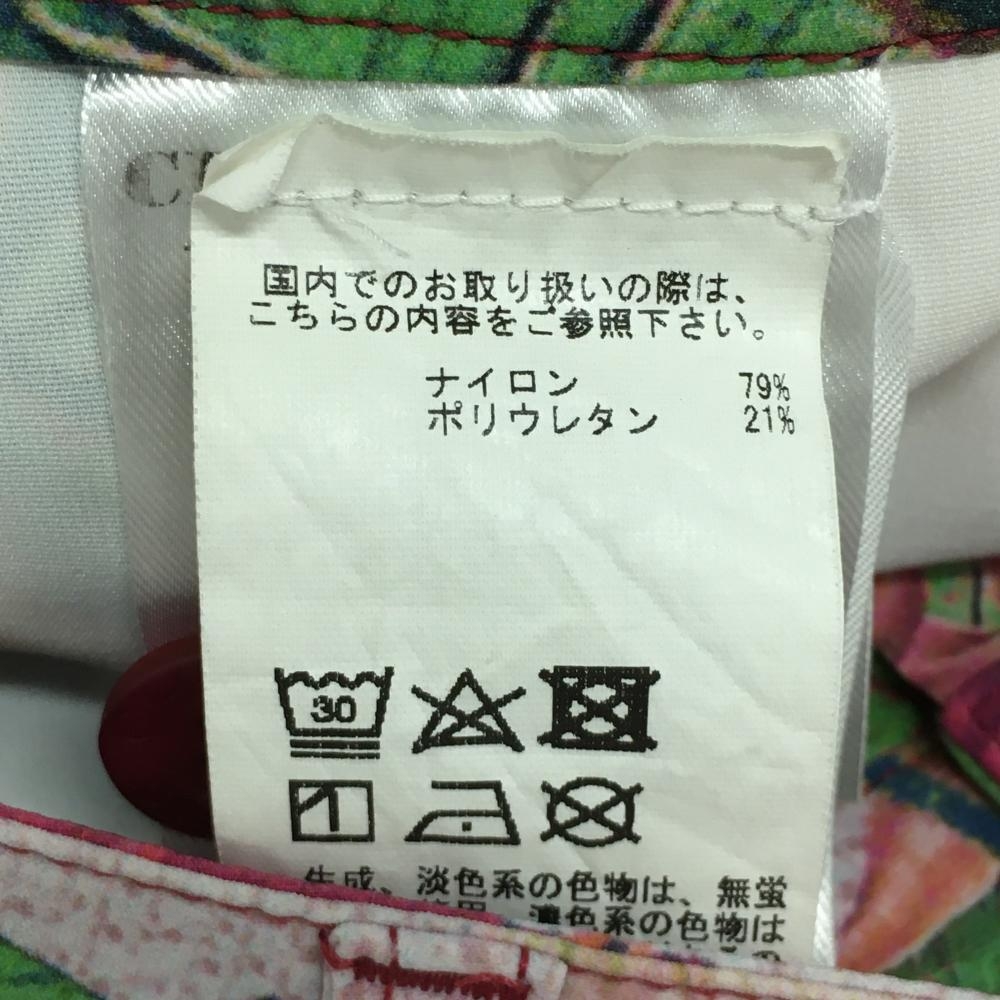 国内でのお取り扱いの際は、
こちらの内容をご参照下さい。
ナイロン 79%
ポリウレタン 21%
30
生成、淡色系の色物は、無蛍
濃色系の色物は